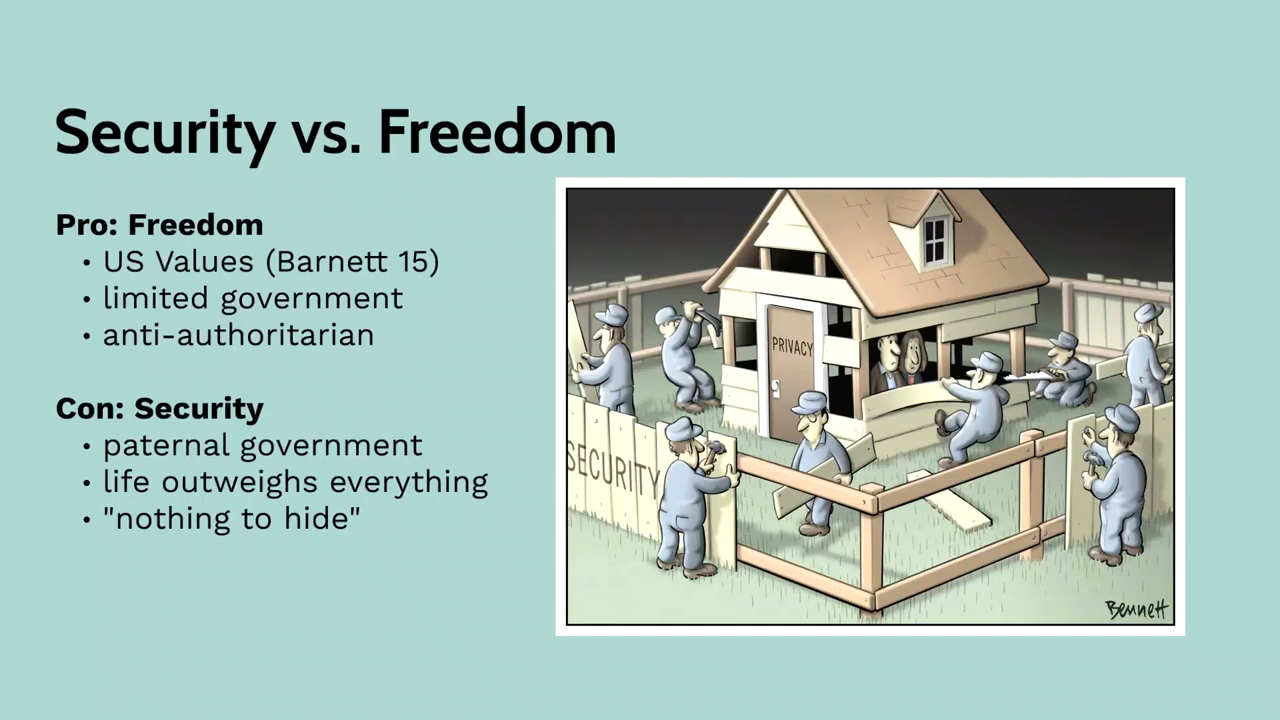 Security vs. Freedom
Pro: Freedom
• US Values (Barnett 15)
• limited government
• anti-authoritarian
Con: Security
• paternal government
• life outweighs everything
• "nothing to hide"
PRIVACY
SECURITY
Bennett